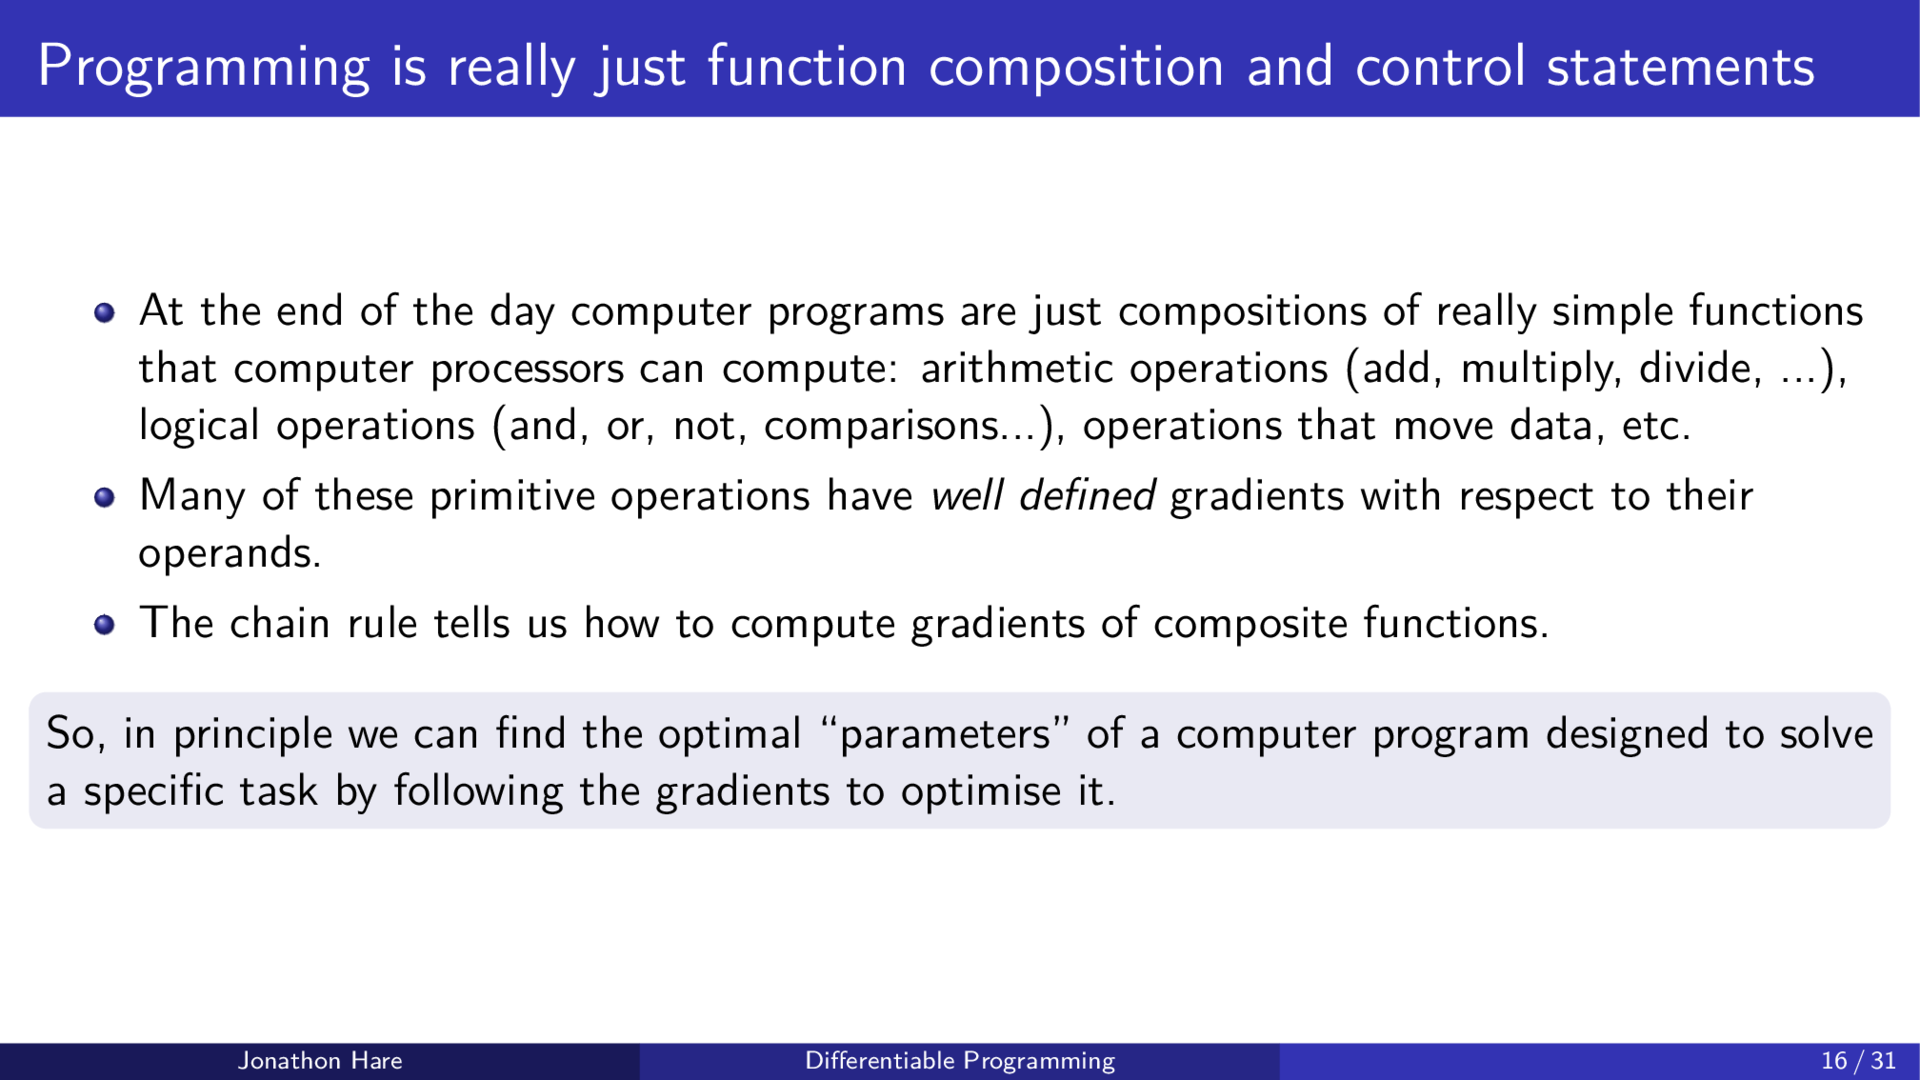 Programming is really just function composition and control statements
At the end of the day computer programs are just compositions of really simple functions
that computer processors can compute: arithmetic operations (add, multiply, divide, ...),
logical operations (and, or, not, comparisons...), operations that move data, etc.
Many of these primitive operations have well defined gradients with respect to their
operands.
The chain rule tells us how to compute gradients of composite functions.
So, in principle we can find the optimal “parameters” of a computer program designed to solve
a specific task by following the gradients to optimise it.
Jonathon Hare
Differentiable Programming
16 / 31